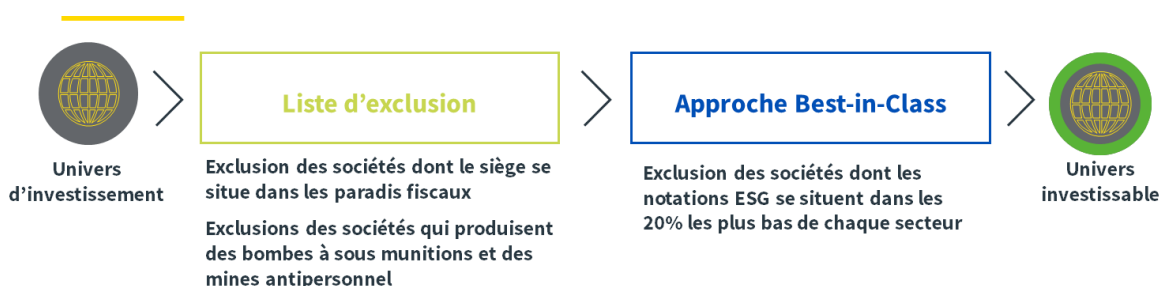 Liste d’exclusion
Approche Best-in-Class
Univers
d’investissement
Exclusion des sociétés dont le siège se
situe dans les paradis fiscaux
Exclusions des sociétés qui produisent
des bombes à sous munitions et des
mines antipersonnel
Exclusion des sociétés dont les
notations ESG se situent dans les
20% les plus bas de chaque secteur
Univers
investissable